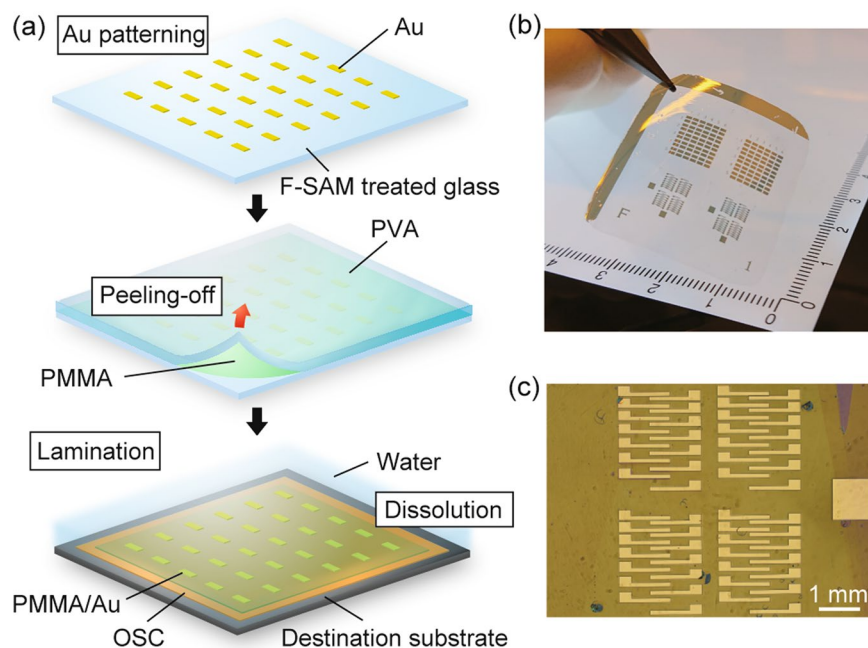 (a)
Au patterning
Au
F-SAM treated glass
PVA
Peeling-off
PMMA
Lamination
Water
Dissolution
PMMA/Au
OSC
Destination substrate
(b)
F
1
4
3
2
1
0
0
1
2
3
(c)
1 mm